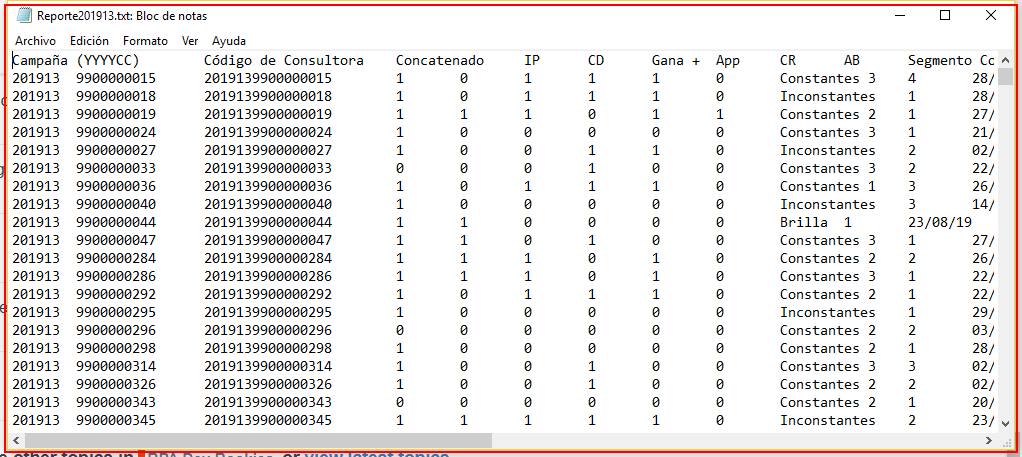 Reporte201913.txt: Bloc de notas
Archivo Edición Formato Ver Ayuda
Campaña (YYYYCC) Código de Consultora Concatenado IP CD Gana + App CR AB Segmento Co
201913 9900000015 2019139900000015 1 0 1 1 1 0 Constantes 3 4 28/
201913 9900000018 2019139900000018 1 0 1 1 1 0 Inconstantes 1 28/
201913 9900000019 2019139900000019 1 1 1 0 1 1 Constantes 2 1 27/
201913 9900000024 2019139900000024 1 0 0 0 0 0 Constantes 3 1 21/
201913 9900000027 2019139900000027 1 0 0 1 1 0 Inconstantes 2 02/
201913 9900000033 2019139900000033 0 0 0 1 0 0 Constantes 3 2 22/
201913 9900000036 2019139900000036 1 0 1 1 1 0 Constantes 1 3 26/
201913 9900000040 2019139900000040 1 0 0 0 0 0 Inconstantes 3 14/
201913 9900000044 2019139900000044 1 1 0 0 0 0 Brilla 1 23/08/19
201913 9900000047 2019139900000047 1 1 0 1 0 0 Constantes 3 1 27/
201913 9900000284 2019139900000284 1 1 1 0 1 0 Constantes 2 2 26/
201913 9900000286 2019139900000286 1 1 1 1 1 0 Constantes 3 1 22/
201913 9900000292 2019139900000292 1 0 1 1 1 0 Constantes 2 1 22/
201913 9900000295 2019139900000295 1 0 0 0 0 0 Inconstantes 1 29/
201913 9900000296 2019139900000296 0 0 0 0 0 0 Constantes 2 2 03/
201913 9900000298 2019139900000298 1 0 0 0 0 0 Constantes 2 1 28/
201913 9900000314 2019139900000314 1 0 0 1 0 0 Constantes 3 3 02/
201913 9900000326 2019139900000326 1 0 0 1 0 0 Constantes 2 2 02/
201913 9900000343 2019139900000343 0 0 0 0 0 0 Constantes 2 1 20/
201913 9900000345 2019139900000345 1 1 1 1 1 0 Inconstantes 2 23/
other topics in or view latest topics